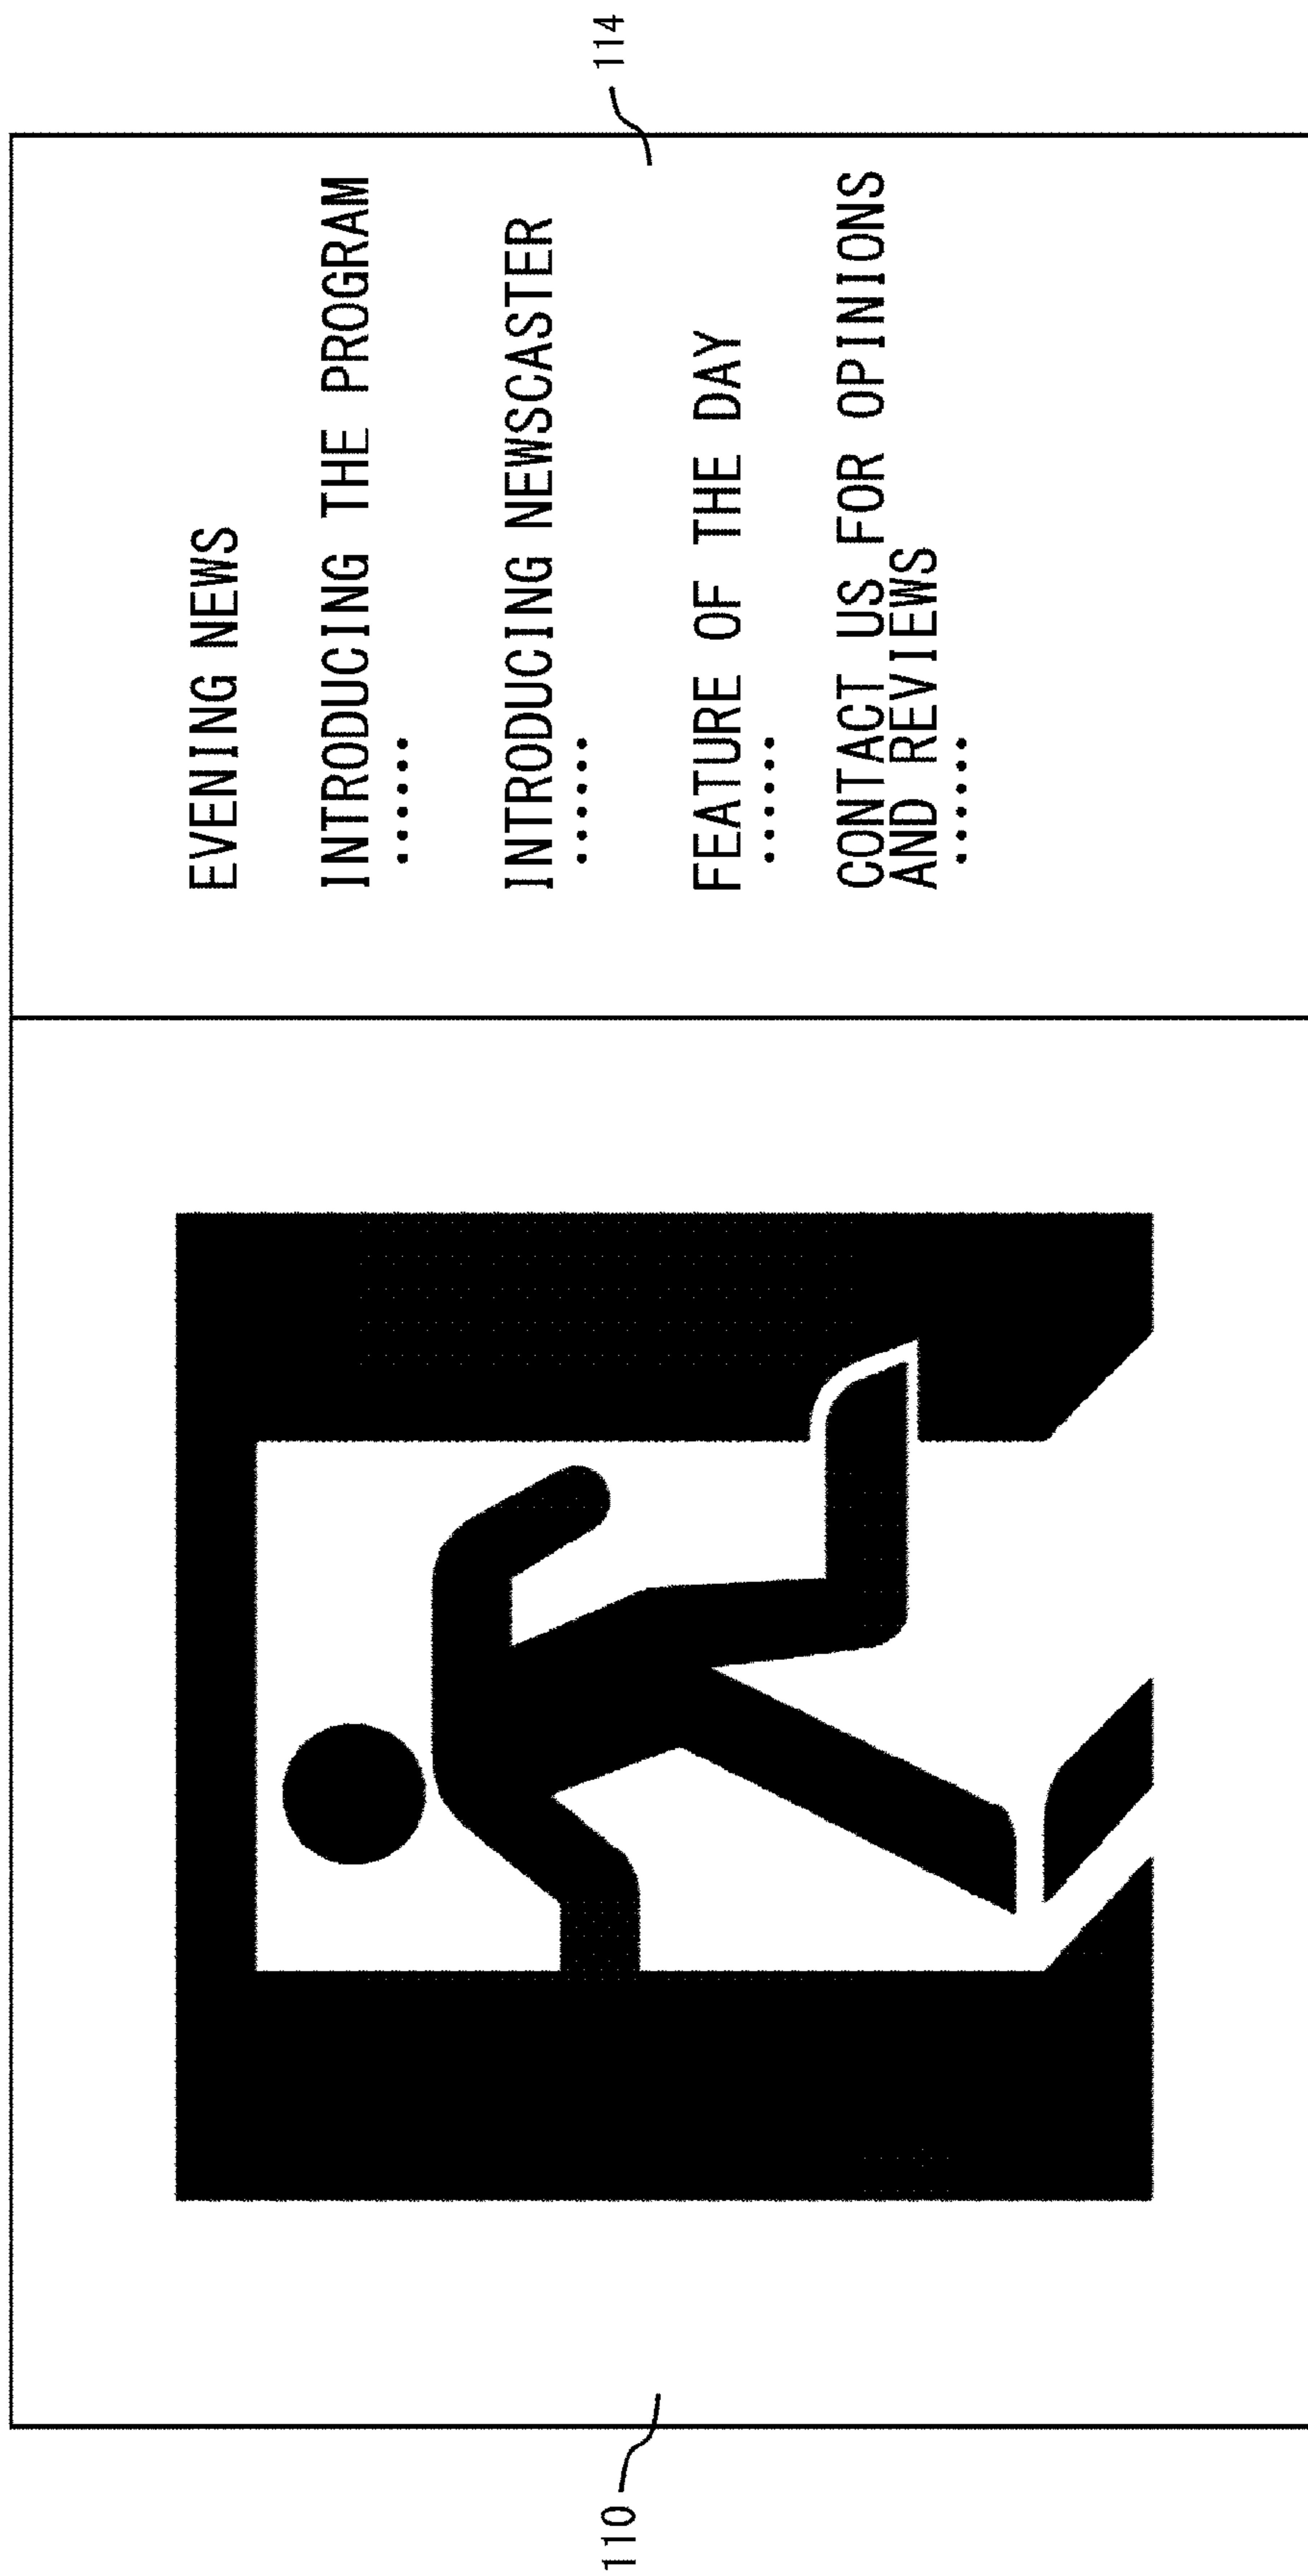 110
EVENING NEWS
INTRODUCING THE PROGRAM
••••••
INTRODUCING NEWSCASTER
••••••
FEATURE OF THE DAY
••••••
CONTACT US FOR OPINIONS
AND REVIEWS
••••••
114